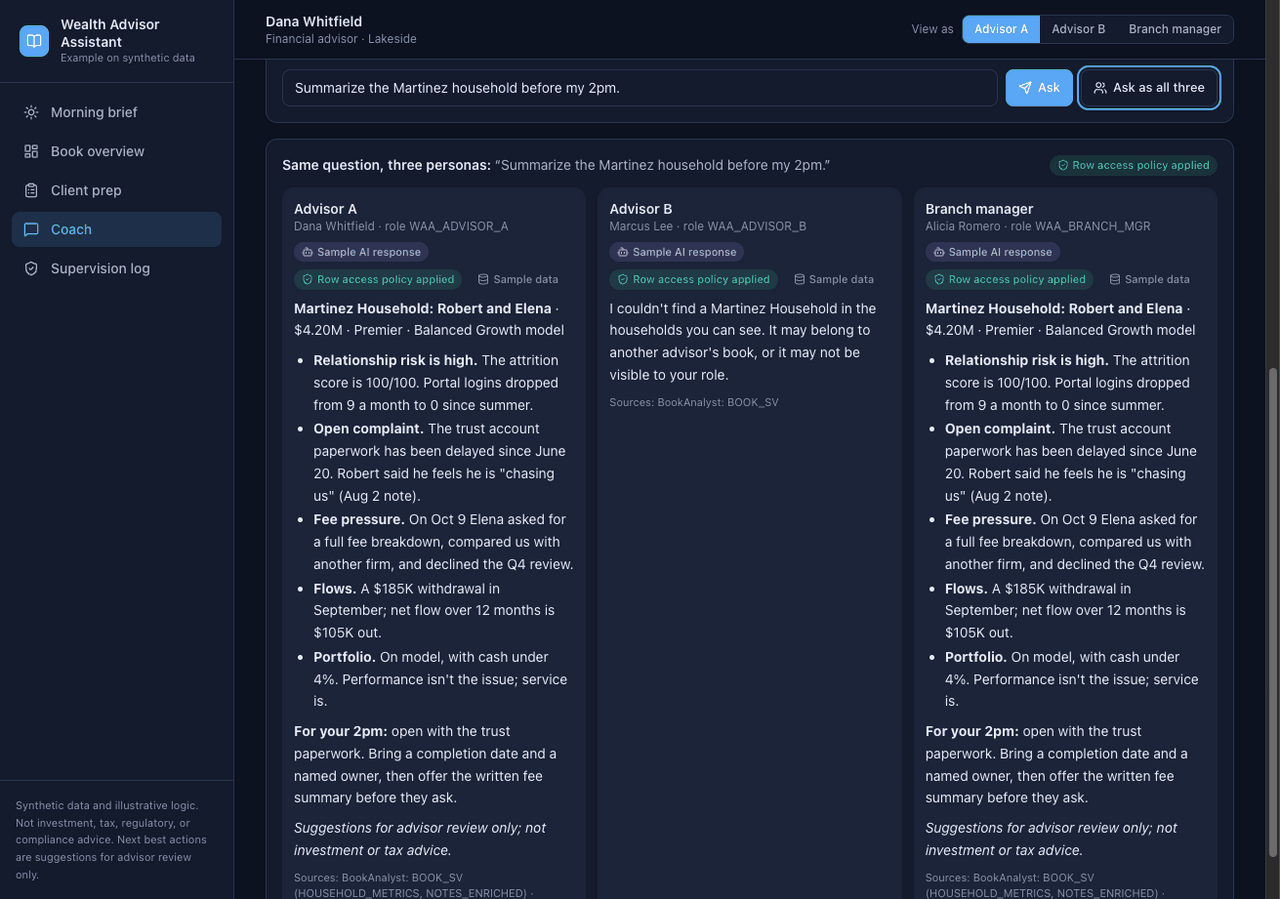 Wealth Advisor
Assistant
Example on synthetic data
Morning brief
Book overview
Client prep
Coach
Supervision log
Synthetic data and illustrative logic.
Not investment, tax, regulatory, or
compliance advice. Next best actions
are suggestions for advisor review
only.
Dana Whitfield
Financial advisor · Lakeside
View as
Advisor A
Advisor B
Branch manager
Summarize the Martinez household before my 2pm.
Ask
Ask as all three
Same question, three personas: “Summarize the Martinez household before my 2pm.”
Row access policy applied
Advisor A
Dana Whitfield · role WAA_ADVISOR_A
Sample AI response
Row access policy applied
Sample data
Martinez Household: Robert and Elena ·
$4.20M · Premier · Balanced Growth model
• Relationship risk is high. The attrition
score is 100/100. Portal logins dropped
from 9 a month to 0 since summer.
• Open complaint. The trust account
paperwork has been delayed since June
20. Robert said he feels he is "chasing
us" (Aug 2 note).
• Fee pressure. On Oct 9 Elena asked for
a full fee breakdown, compared us with
another firm, and declined the Q4 review.
• Flows. A $185K withdrawal in
September; net flow over 12 months is
$105K out.
• Portfolio. On model, with cash under
4%. Performance isn't the issue; service
is.
For your 2pm: open with the trust
paperwork. Bring a completion date and a
named owner, then offer the written fee
summary before they ask.
Suggestions for advisor review only; not
investment or tax advice.
Sources: BookAnalyst: BOOK_SV
(HOUSEHOLD_METRICS, NOTES_ENRICHED) ·
Advisor B
Marcus Lee · role WAA_ADVISOR_B
Sample AI response
Row access policy applied
Sample data
I couldn't find a Martinez Household in the
households you can see. It may belong to
another advisor's book, or it may not be
visible to your role.
Sources: BookAnalyst: BOOK_SV
Branch manager
Alicia Romero · role WAA_BRANCH_MGR
Sample AI response
Row access policy applied
Sample data
Martinez Household: Robert and Elena ·
$4.20M · Premier · Balanced Growth model
• Relationship risk is high. The attrition
score is 100/100. Portal logins dropped
from 9 a month to 0 since summer.
• Open complaint. The trust account
paperwork has been delayed since June
20. Robert said he feels he is "chasing
us" (Aug 2 note).
• Fee pressure. On Oct 9 Elena asked for
a full fee breakdown, compared us with
another firm, and declined the Q4 review.
• Flows. A $185K withdrawal in
September; net flow over 12 months is
$105K out.
• Portfolio. On model, with cash under
4%. Performance isn't the issue; service
is.
For your 2pm: open with the trust
paperwork. Bring a completion date and a
named owner, then offer the written fee
summary before they ask.
Suggestions for advisor review only; not
investment or tax advice.
Sources: BookAnalyst: BOOK_SV
(HOUSEHOLD_METRICS, NOTES_ENRICHED) ·